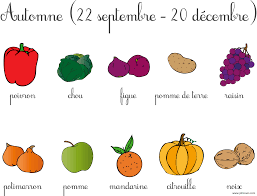 Automne (22 septembre - 20 décembre)
poivron chou figue pomme de terre raisin
potimarron pomme mandarine citrouille noix